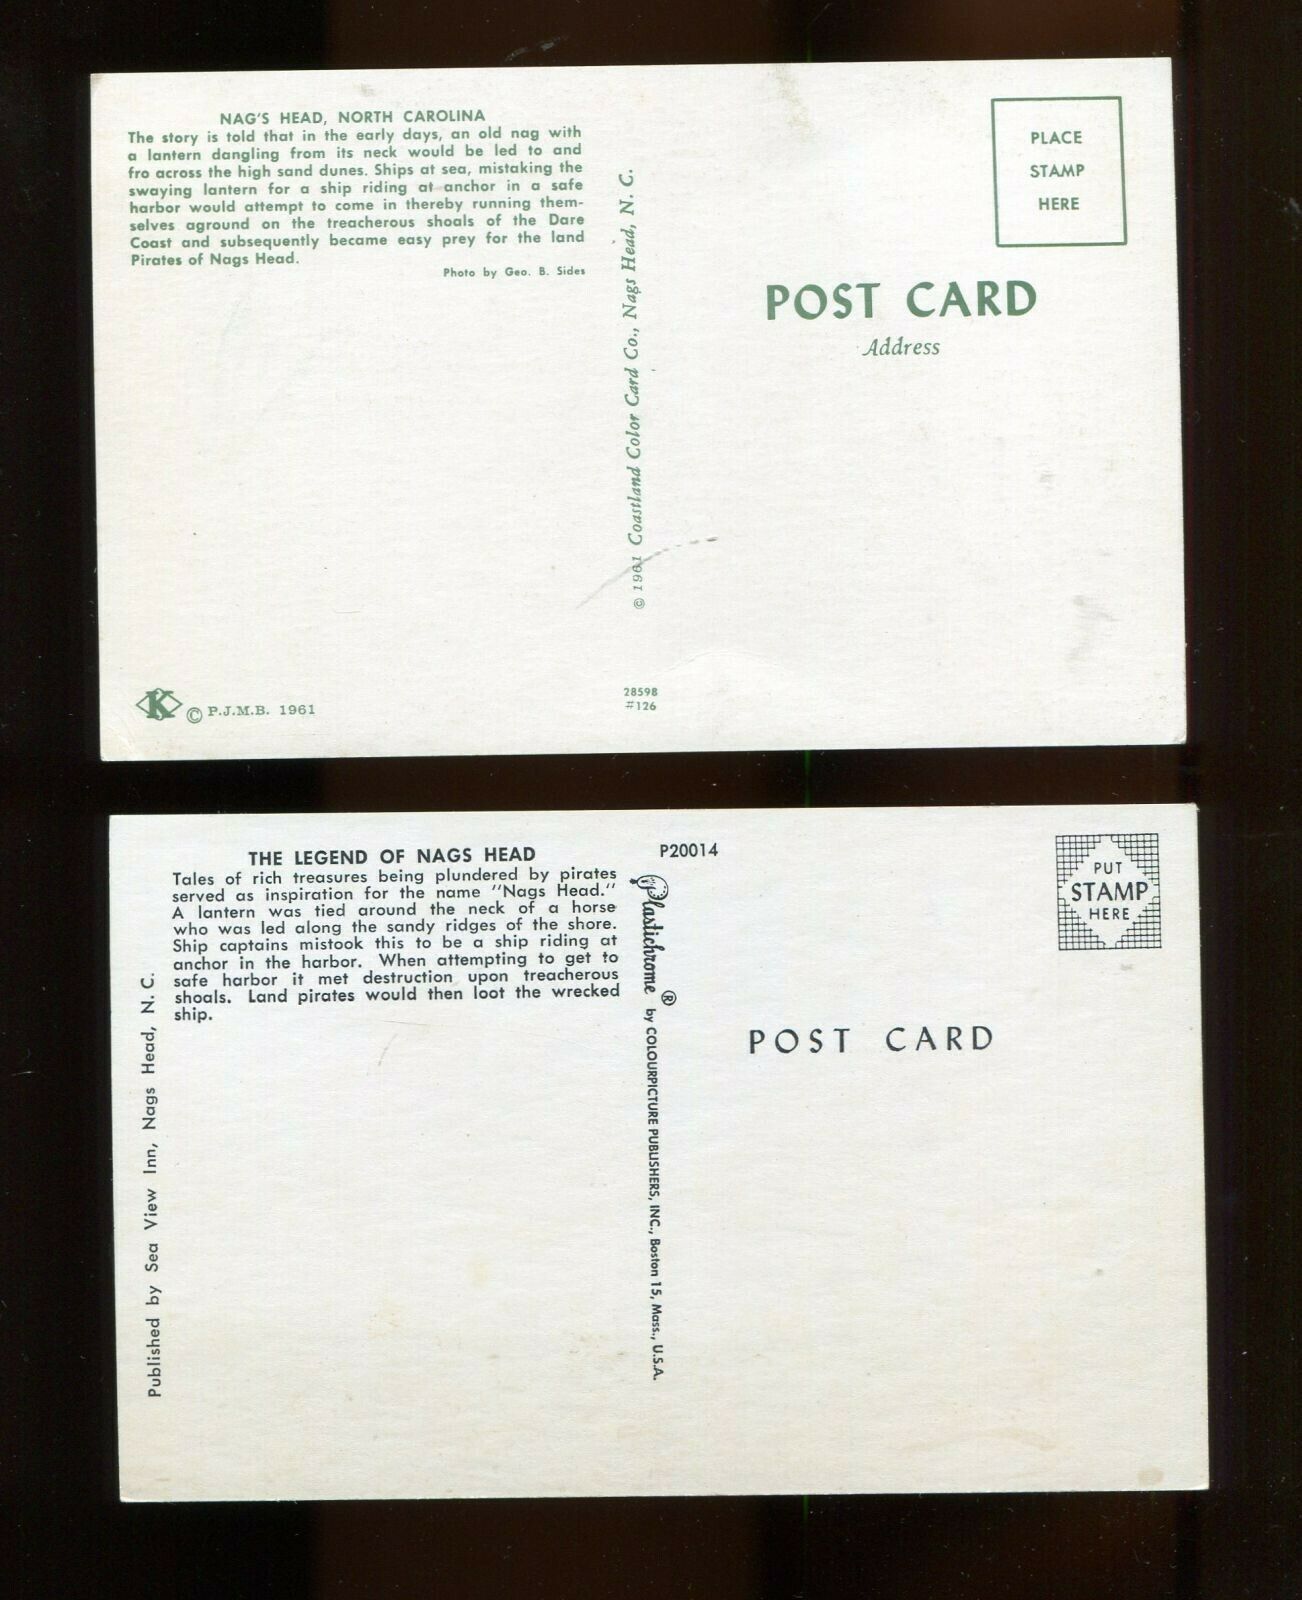 NAG'S HEAD, NORTH CAROLINA
The story is told that in the early days, an old nag with
a lantern dangling from its neck would be led to and
fro across the high sand dunes. Ships at sea, mistaking the
swaying lantern for a ship riding at anchor in a safe
harbor would attempt to come in thereby running them-
selves aground on the treacherous shoals of the Dare
Coast and subsequently became easy prey for the land
Pirates of Nags Head.
Photo by Geo. B. Sides
© 1961 Coastland Color Card Co., Nags Head, N. C.
PLACE
STAMP
HERE
POST CARD
Address
K © P.J.M.B. 1961
28598
#126
THE LEGEND OF NAGS HEAD
Tales of rich treasures being plundered by pirates
served as inspiration for the name "Nags Head."
A lantern was tied around the neck of a horse
who was led along the sandy ridges of the shore.
Ship captains mistook this to be a ship riding at
anchor in the harbor. When attempting to get to
safe harbor it met destruction upon treacherous
shoals. Land pirates would then loot the wrecked
ship.
Published by Sea View Inn, Nags Head, N. C.
P20014
Plastichrome ® by COLOURPICTURE PUBLISHERS, INC., Boston 15, Mass., U.S.A.
PUT
STAMP
HERE
POST CARD